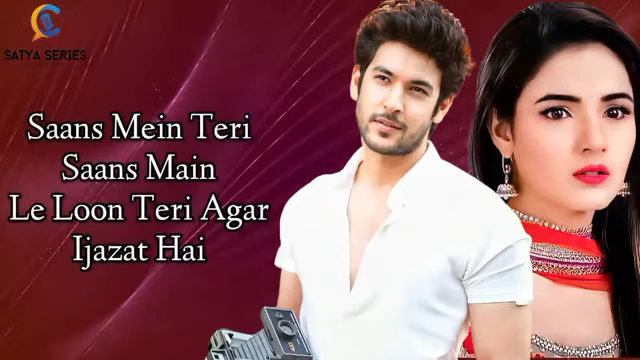 SATYA SERIES
Saans Mein Teri
Saans Main
Le Loon Teri Agar
Ijazat Hai